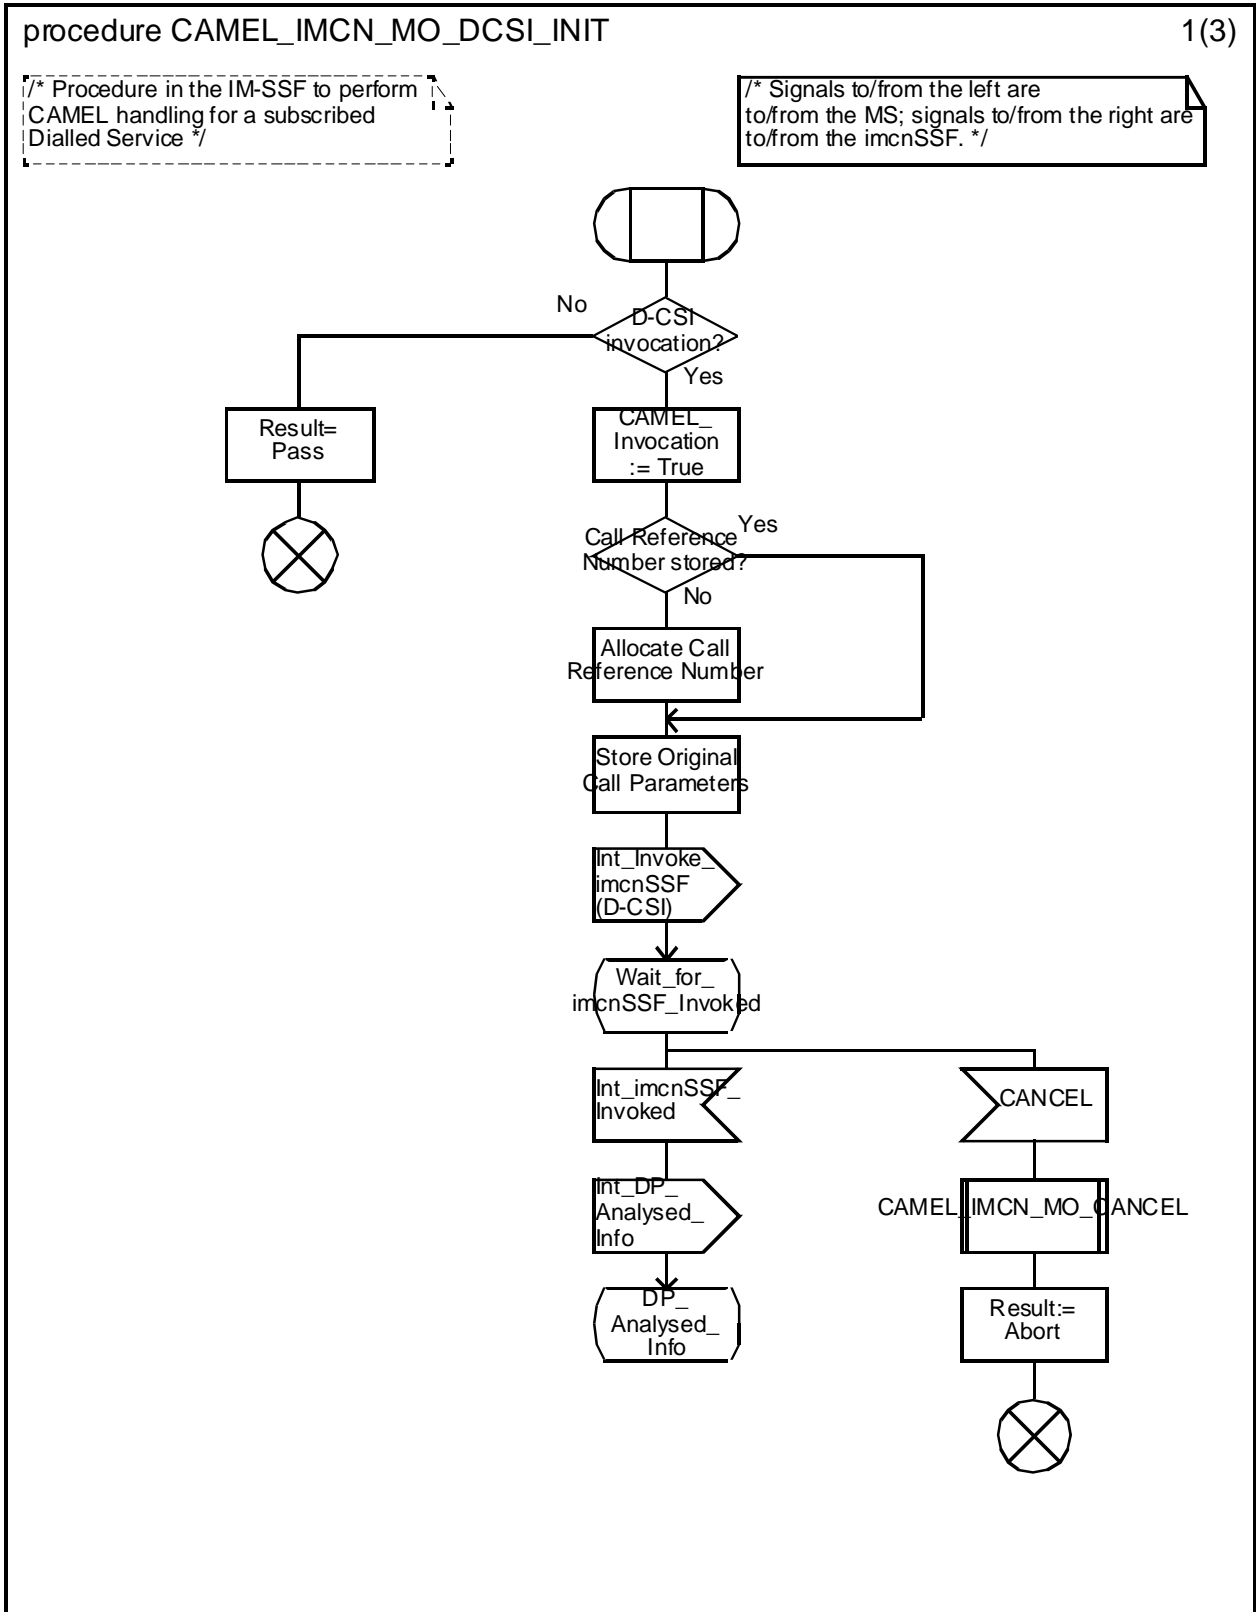 procedure CAMEL_IMCN_MO_DCSI_INIT
1(3)
/* Procedure in the IM-SSF to perform
CAMEL handling for a subscribed
Dialled Service */
/* Signals to/from the left are
to/from the MS; signals to/from the right are
to/from the imcnSSF. */
No
D-CSI
invocation?
Yes
Result=
Pass
CAMEL_
Invocation
:= True
Call Reference
Number stored?
Yes
No
Allocate Call
Reference Number
Store Original
Call Parameters
Int_Invoke_
imcnSSF
(D-CSI)
Wait_for_
imcnSSF_Invoked
Int_imcnSSF_
Invoked
CANCEL
Int_DP_
Analysed_
Info
CAMEL_IMCN_MO_CANCEL
DP_
Analysed_
Info
Result:=
Abort